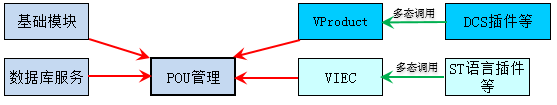 基础模块
VProduct
多态调用
DCS插件等
数据库服务
POU管理
VIEC
多态调用
ST语言插件
等